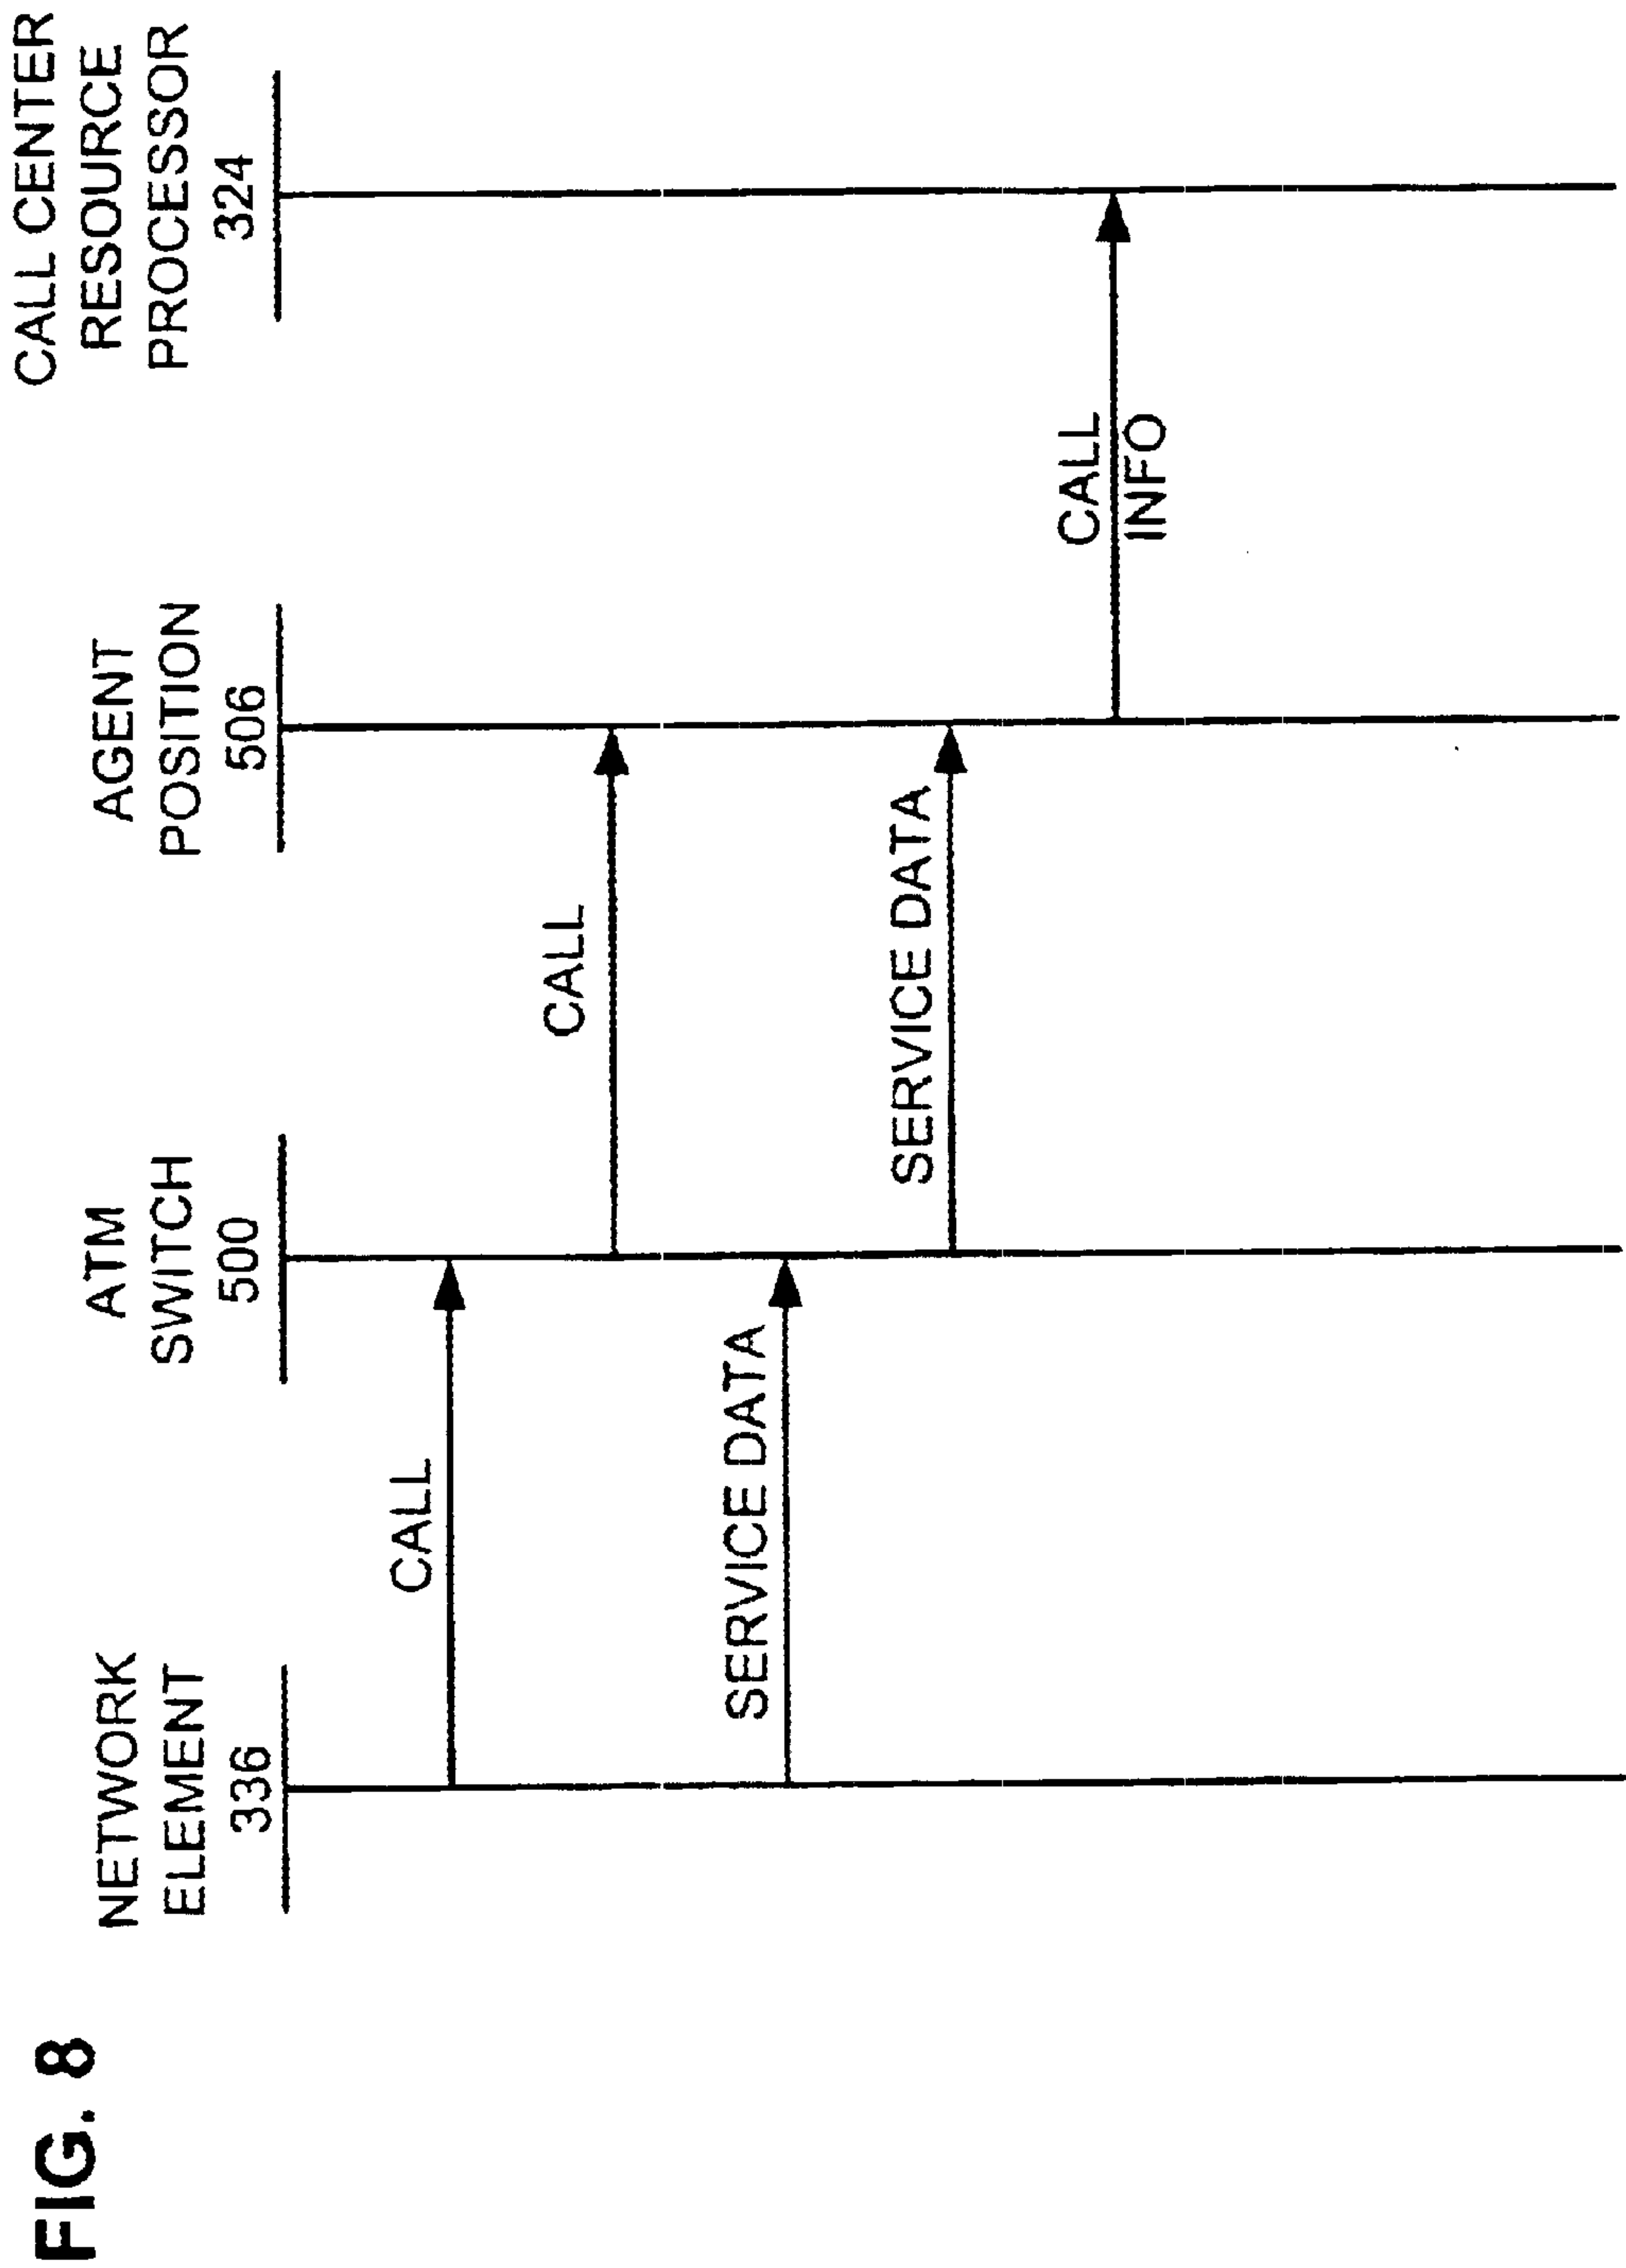 FIG. 8
NETWORK
ELEMENT
336
ATM
SWITCH
500
AGENT
POSITION
506
CALL CENTER
RESOURCE
PROCESSOR
324
CALL
CALL
SERVICE DATA
SERVICE DATA
CALL
INFO